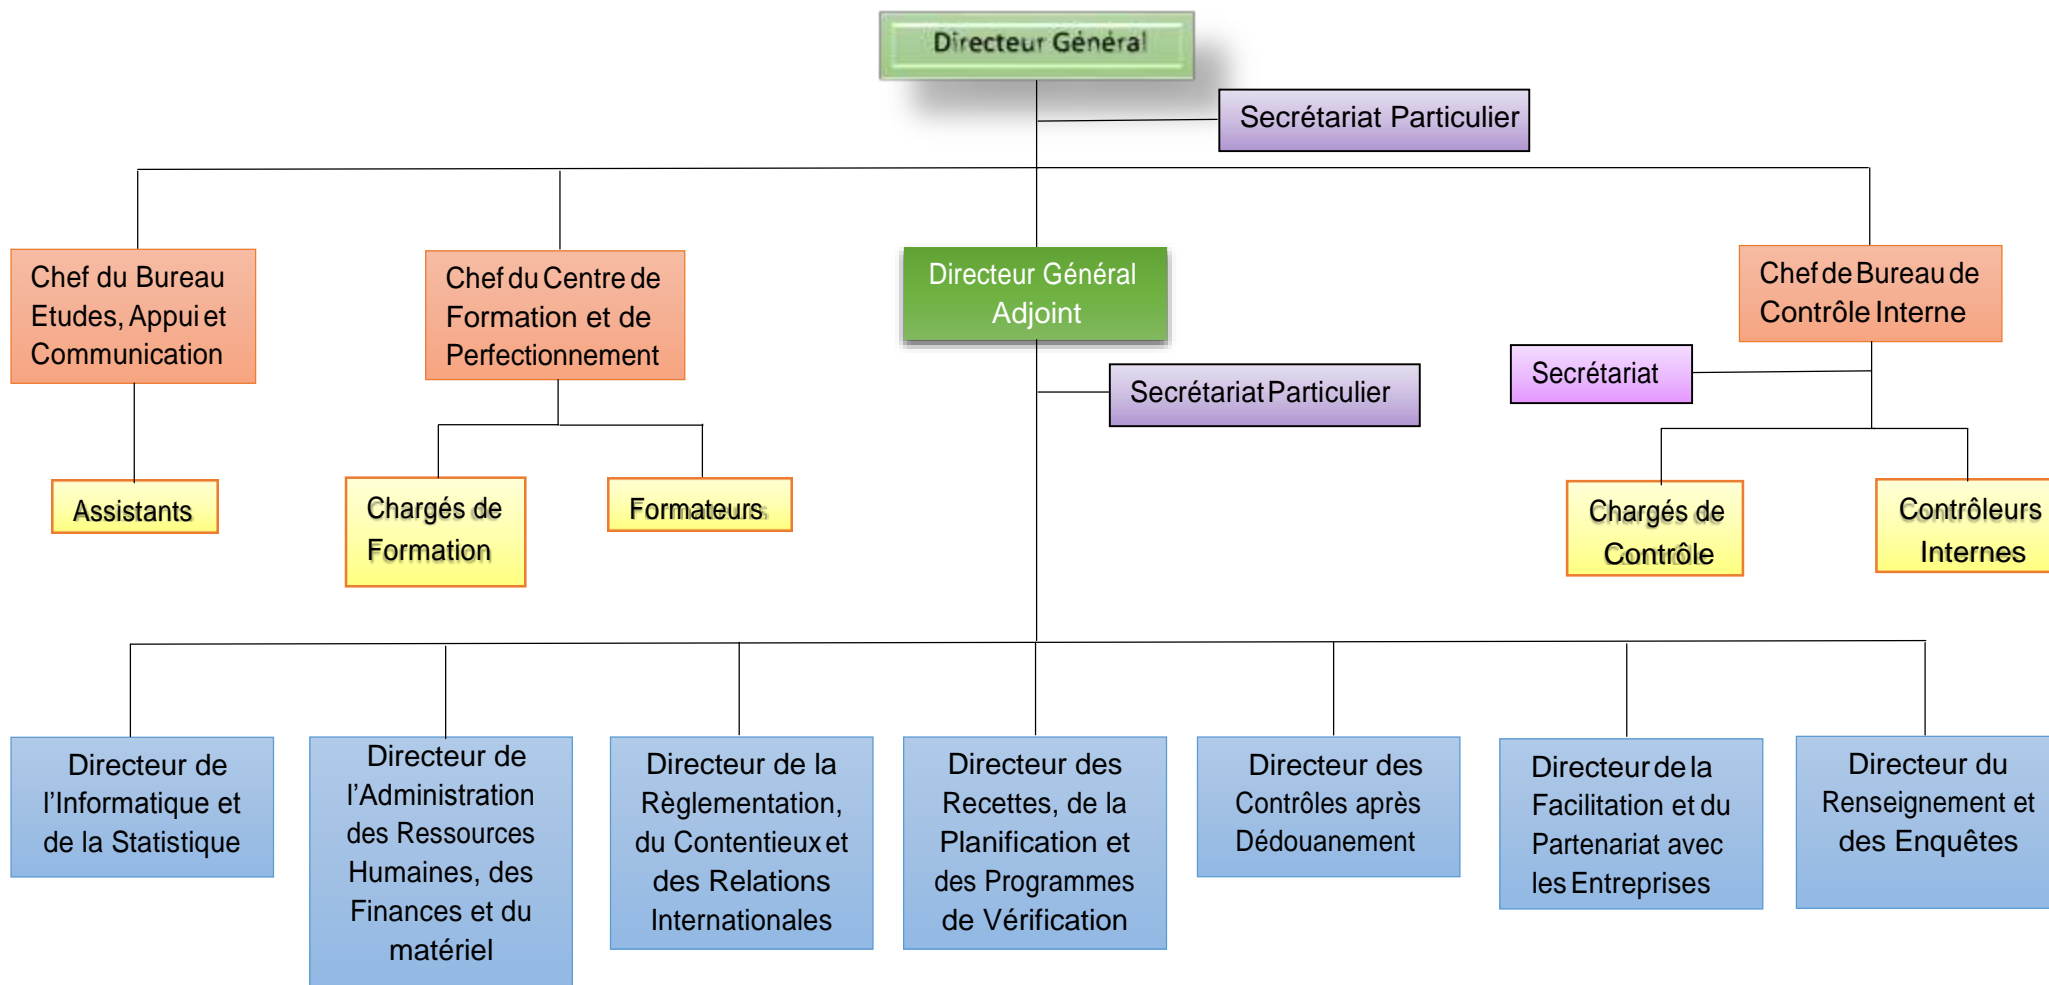 Directeur Général
Secrétariat Particulier
Chef du Bureau
Etudes, Appui et
Communication
Chef du Centre de
Formation et de
Perfectionnement
Directeur Général
Adjoint
Chef de Bureau de
Contrôle Interne
Secrétariat Particulier
Secrétariat
Assistants
Chargés de
Formation
Formateurs
Chargés de
Contrôle
Contrôleurs
Internes
Directeur de
l’Informatique et
de la Statistique
Directeur de
l’Administration
des Ressources
Humaines, des
Finances et du
matériel
Directeur de la
Règlementation,
du Contentieux et
des Relations
Internationales
Directeur des
Recettes, de la
Planification et
des Programmes
de Vérification
Directeur des
Contrôles après
Dédouanement
Directeur de la
Facilitation et du
Partenariat avec
les Entreprises
Directeur du
Renseignement et
des Enquêtes